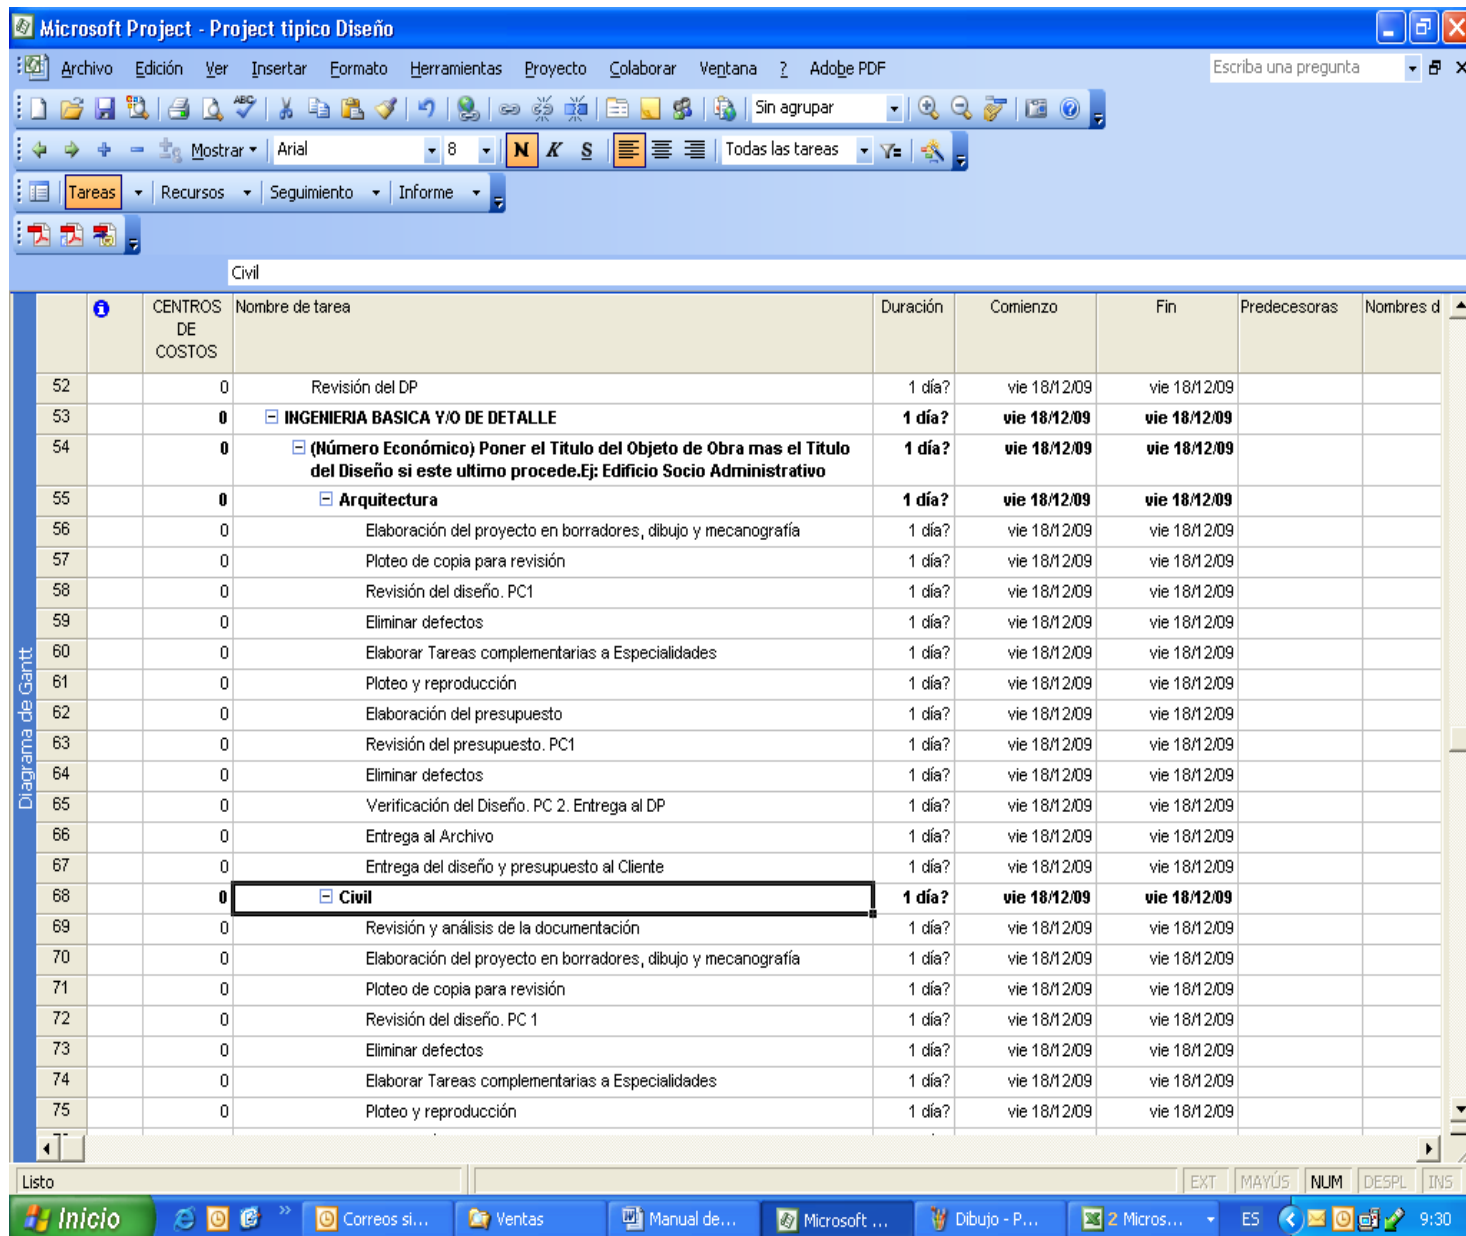 Microsoft Project - Project tipico Diseño
Archivo Edición Ver Insertar Formato Herramientas Proyecto Colaborar Ventana ? Adobe PDF Escriba una pregunta
ABC Sin agrupar
Mostrar Arial 8 N K S Todas las tareas
Tareas Recursos Seguimiento Informe
Civil
CENTROS DE COSTOS Nombre de tarea Duración Comienzo Fin Predecesoras Nombres d
52 0 Revisión del DP 1 día? vie 18/12/09 vie 18/12/09
53 0 INGENIERIA BASICA Y/O DE DETALLE 1 día? vie 18/12/09 vie 18/12/09
54 0 (Número Económico) Poner el Titulo del Objeto de Obra mas el Titulo 1 día? vie 18/12/09 vie 18/12/09
del Diseño si este ultimo procede.Ej: Edificio Socio Administrativo
55 0 Arquitectura 1 día? vie 18/12/09 vie 18/12/09
56 0 Elaboración del proyecto en borradores, dibujo y mecanografía 1 día? vie 18/12/09 vie 18/12/09
57 0 Ploteo de copia para revisión 1 día? vie 18/12/09 vie 18/12/09
58 0 Revisión del diseño. PC1 1 día? vie 18/12/09 vie 18/12/09
59 0 Eliminar defectos 1 día? vie 18/12/09 vie 18/12/09
60 0 Elaborar Tareas complementarias a Especialidades 1 día? vie 18/12/09 vie 18/12/09
61 0 Ploteo y reproducción 1 día? vie 18/12/09 vie 18/12/09
62 0 Elaboración del presupuesto 1 día? vie 18/12/09 vie 18/12/09
63 0 Revisión del presupuesto. PC1 1 día? vie 18/12/09 vie 18/12/09
64 0 Eliminar defectos 1 día? vie 18/12/09 vie 18/12/09
65 0 Verificación del Diseño. PC 2. Entrega al DP 1 día? vie 18/12/09 vie 18/12/09
66 0 Entrega al Archivo 1 día? vie 18/12/09 vie 18/12/09
67 0 Entrega del diseño y presupuesto al Cliente 1 día? vie 18/12/09 vie 18/12/09
68 0 Civil 1 día? vie 18/12/09 vie 18/12/09
69 0 Revisión y análisis de la documentación 1 día? vie 18/12/09 vie 18/12/09
70 0 Elaboración del proyecto en borradores, dibujo y mecanografía 1 día? vie 18/12/09 vie 18/12/09
71 0 Ploteo de copia para revisión 1 día? vie 18/12/09 vie 18/12/09
72 0 Revisión del diseño. PC 1 1 día? vie 18/12/09 vie 18/12/09
73 0 Eliminar defectos 1 día? vie 18/12/09 vie 18/12/09
74 0 Elaborar Tareas complementarias a Especialidades 1 día? vie 18/12/09 vie 18/12/09
75 0 Ploteo y reproducción 1 día? vie 18/12/09 vie 18/12/09
Diagrama de Gantt
Listo EXT MAYÚS NUM DESPL INS
Inicio Correos si... Ventas Manual de... Microsoft ... Dibujo - P... 2 Micros... ES 9:30